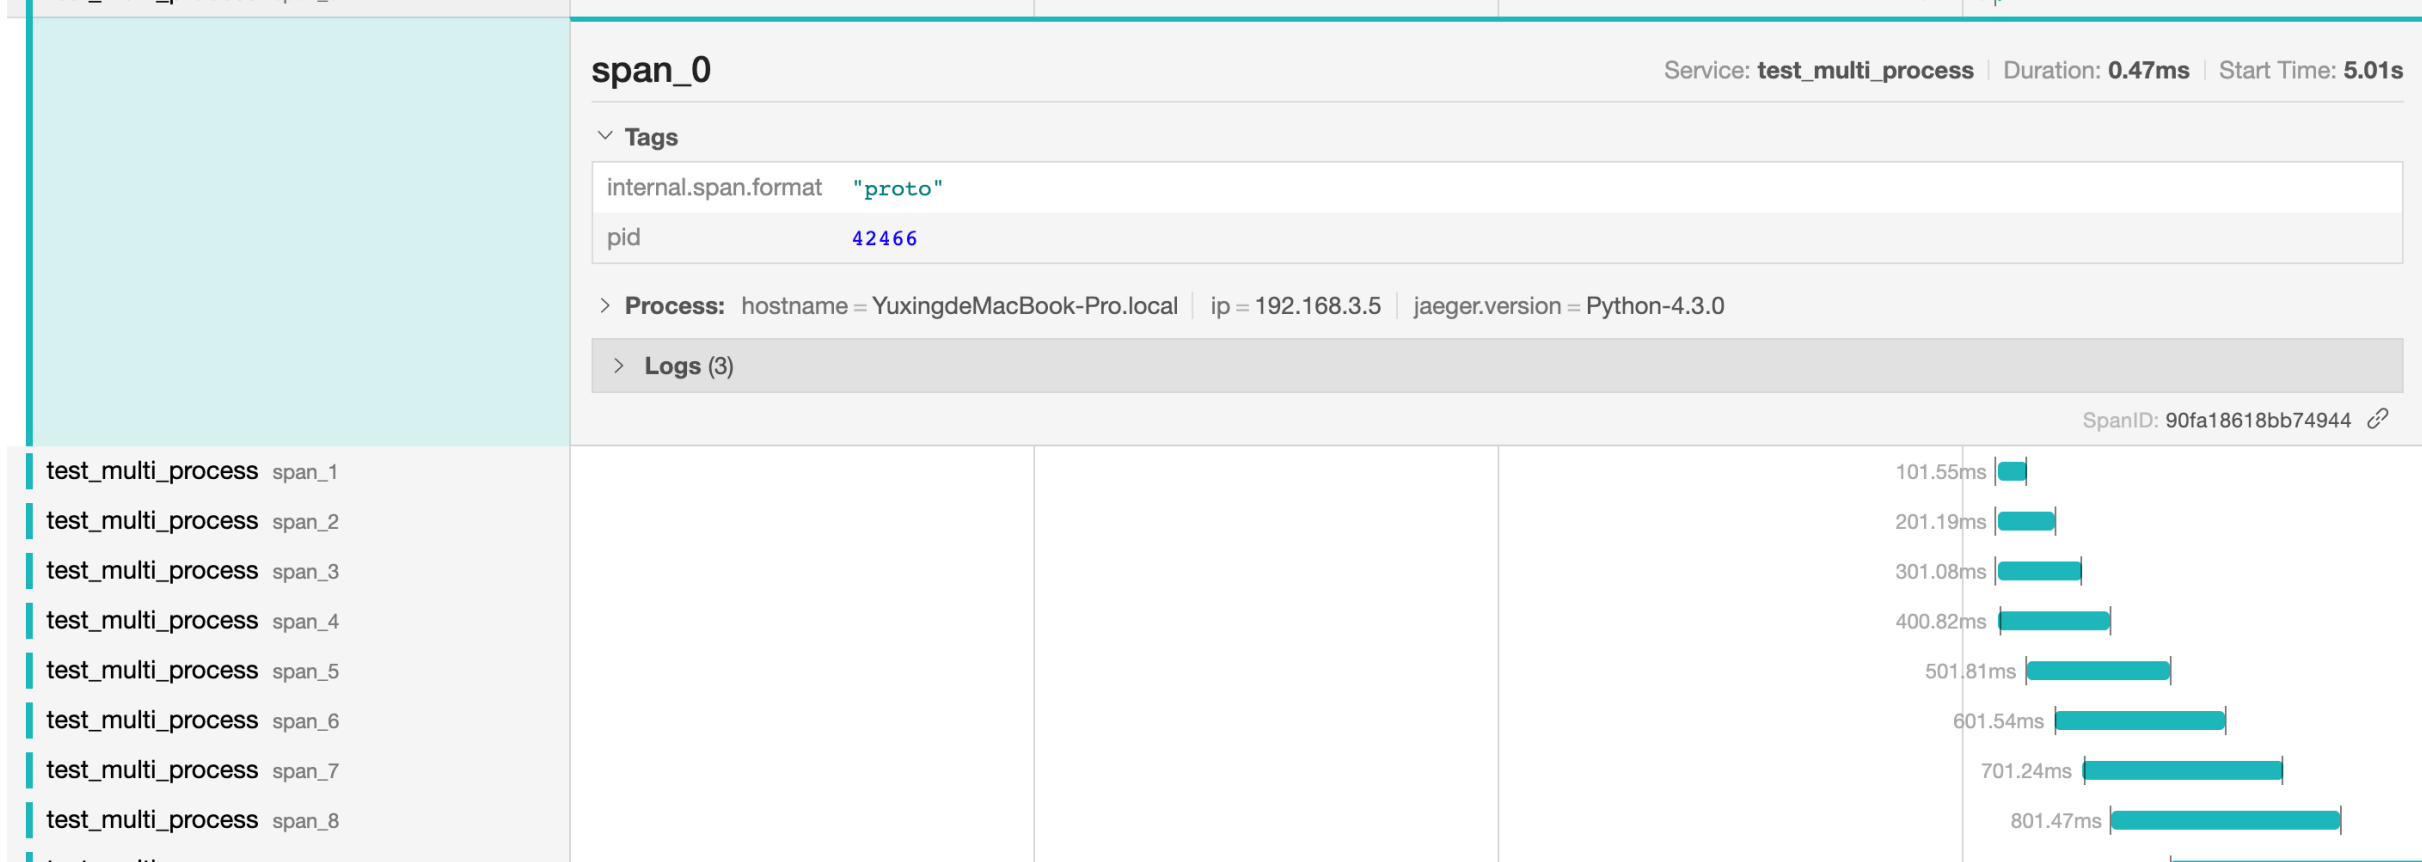 span_0
Service: test_multi_process Duration: 0.47ms Start Time: 5.01s
Tags
internal.span.format "proto"
pid 42466
Process: hostname = YuxingdeMacBook-Pro.local ip = 192.168.3.5 jaeger.version = Python-4.3.0
Logs (3)
SpanID: 90fa18618bb74944
test_multi_process span_1 101.55ms
test_multi_process span_2 201.19ms
test_multi_process span_3 301.08ms
test_multi_process span_4 400.82ms
test_multi_process span_5 501.81ms
test_multi_process span_6 601.54ms
test_multi_process span_7 701.24ms
test_multi_process span_8 801.47ms